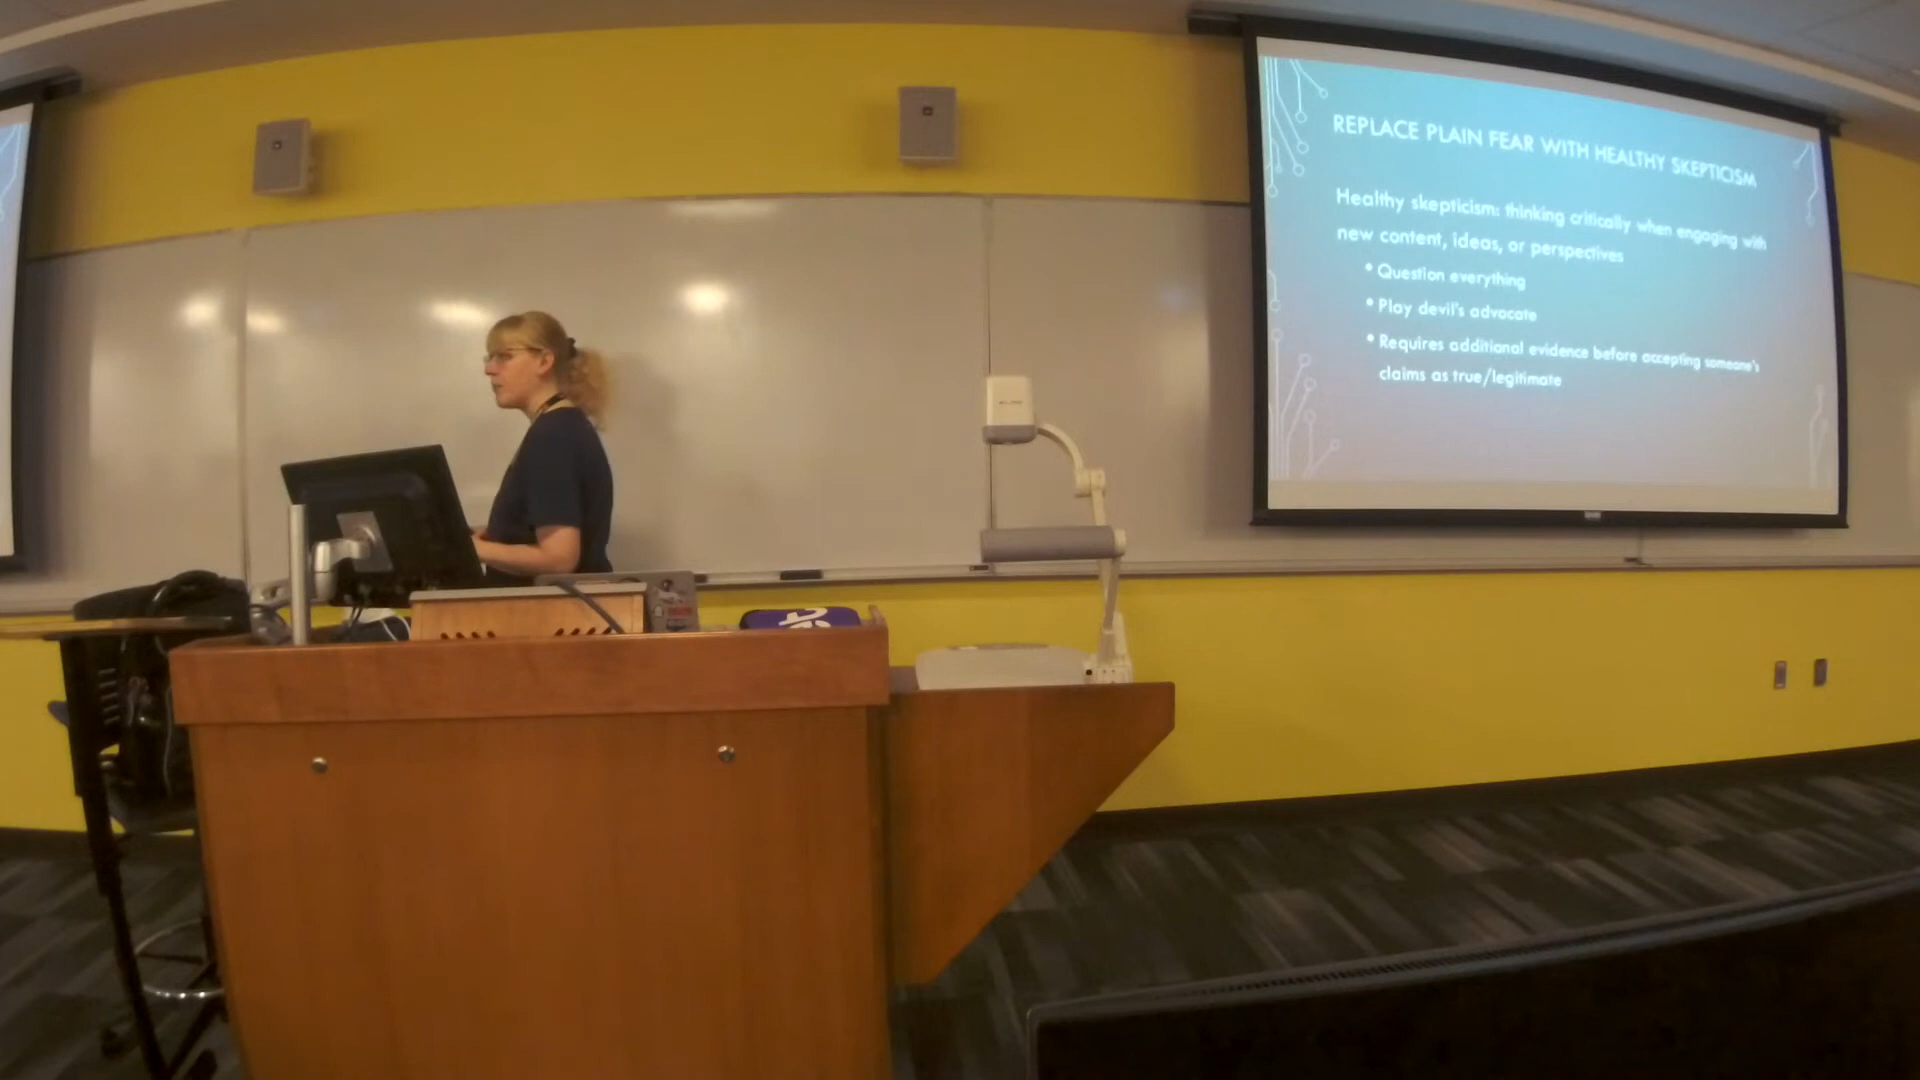 REPLACE PLAIN FEAR WITH HEALTHY SKEPTICISM
Healthy skepticism: thinking critically when engaging with
new content, ideas, or perspectives
• Question everything
• Play devil's advocate
• Requires additional evidence before accepting someone's
claims as true/legitimate